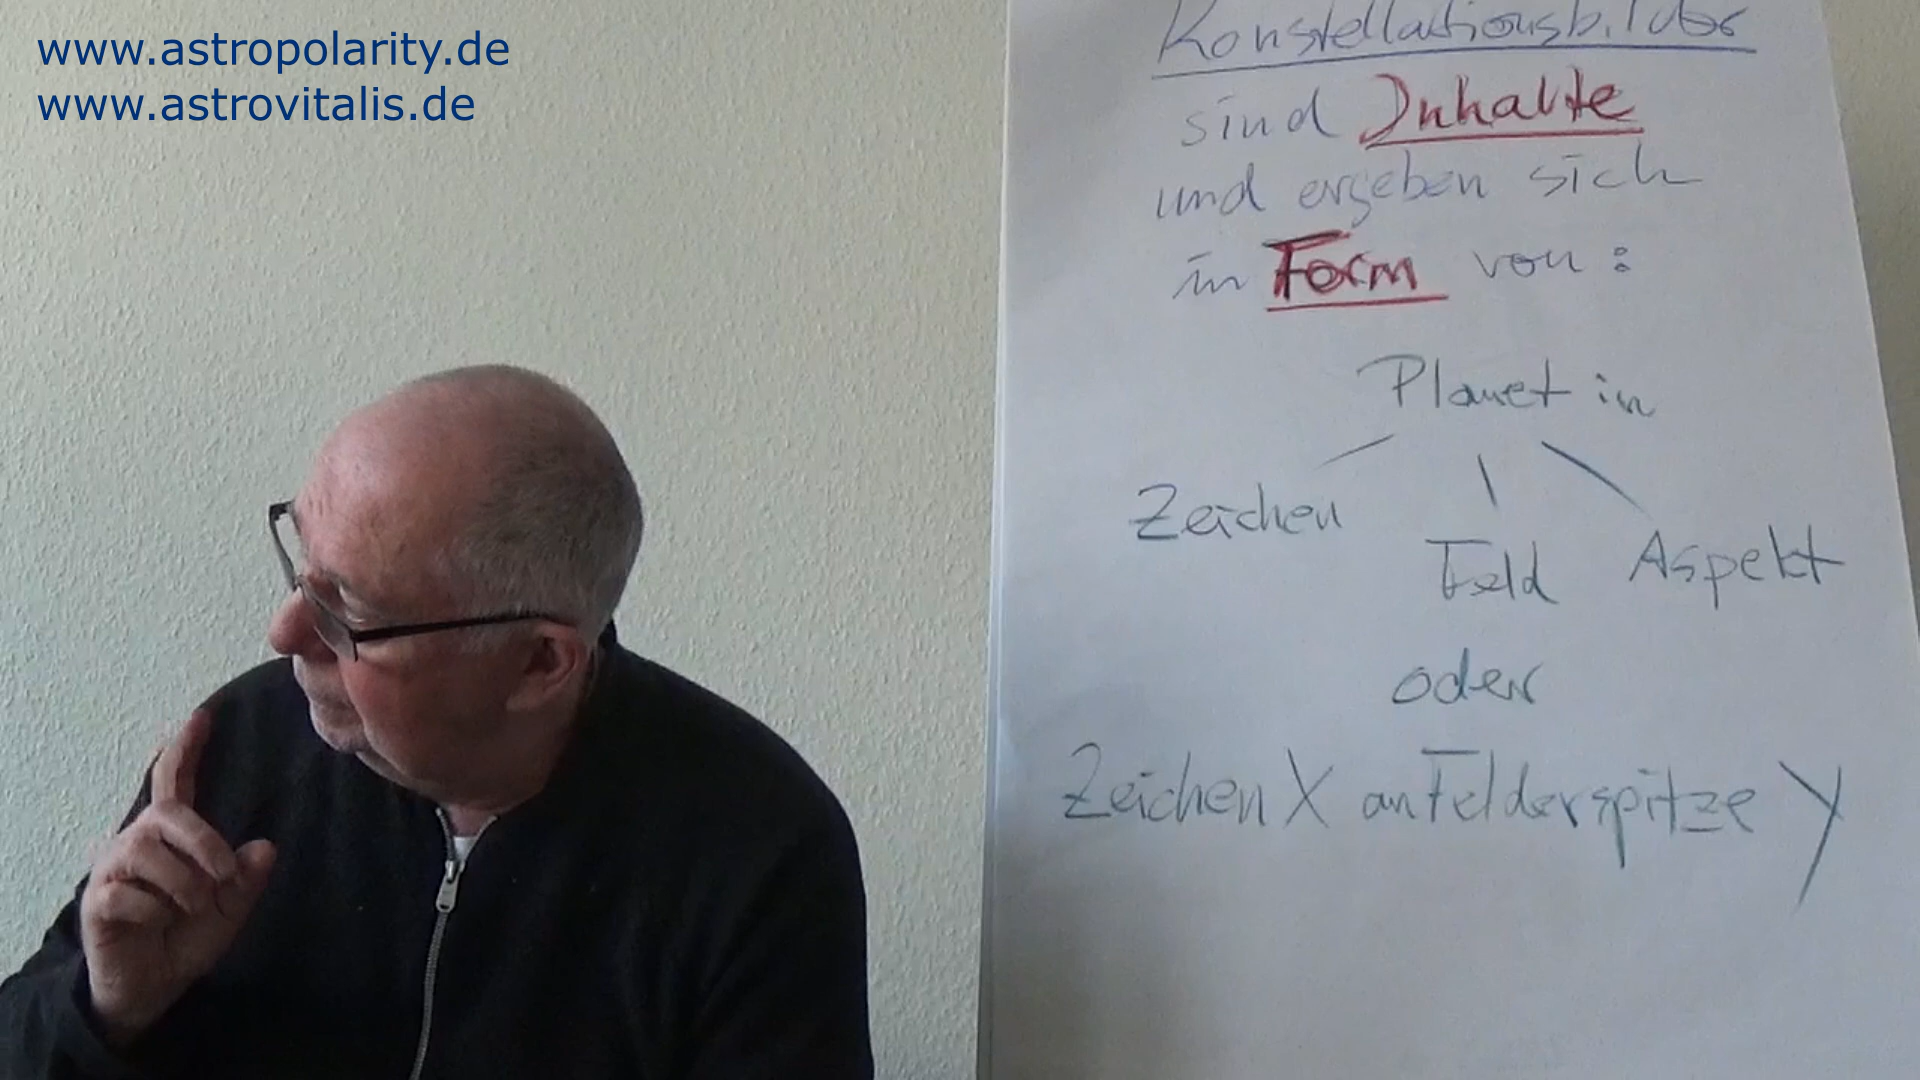 www.astropolarity.de
www.astrovitalis.de
Konstellationsbilder
sind Inhalte
und ergeben sich
in Form von :
Planet in
Zeichen
Feld
Aspekt
oder
Zeichen X an Felderspitze Y